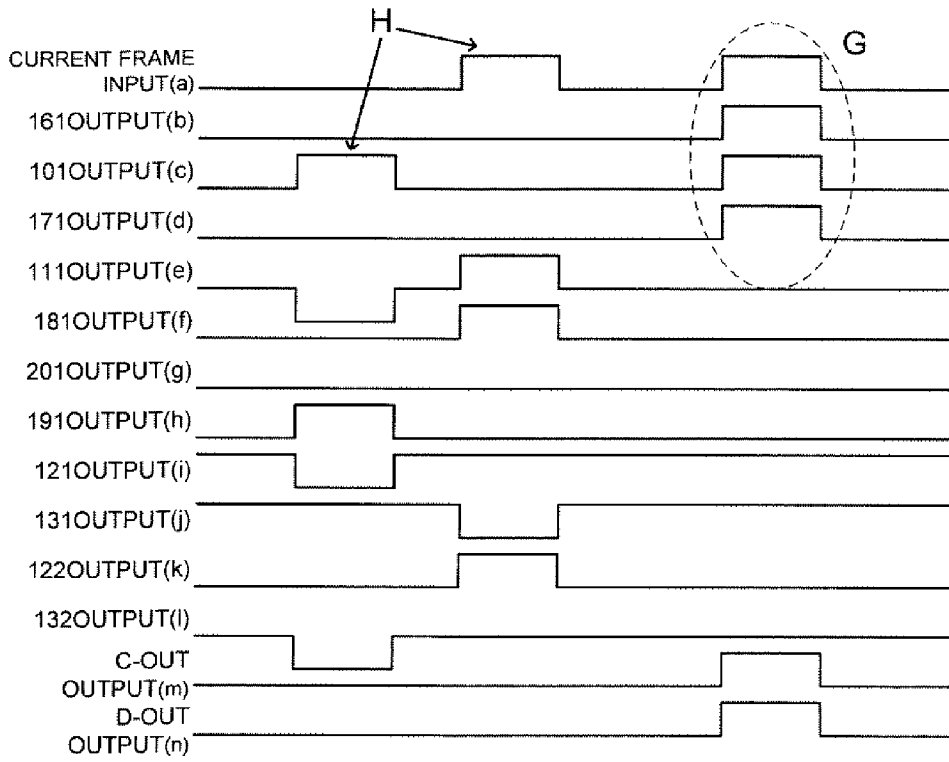 H
G
CURRENT FRAME
INPUT(a)
161OUTPUT(b)
101OUTPUT(c)
171OUTPUT(d)
111OUTPUT(e)
181OUTPUT(f)
201OUTPUT(g)
191OUTPUT(h)
121OUTPUT(i)
131OUTPUT(j)
122OUTPUT(k)
132OUTPUT(l)
C-OUT
OUTPUT(m)
D-OUT
OUTPUT(n)